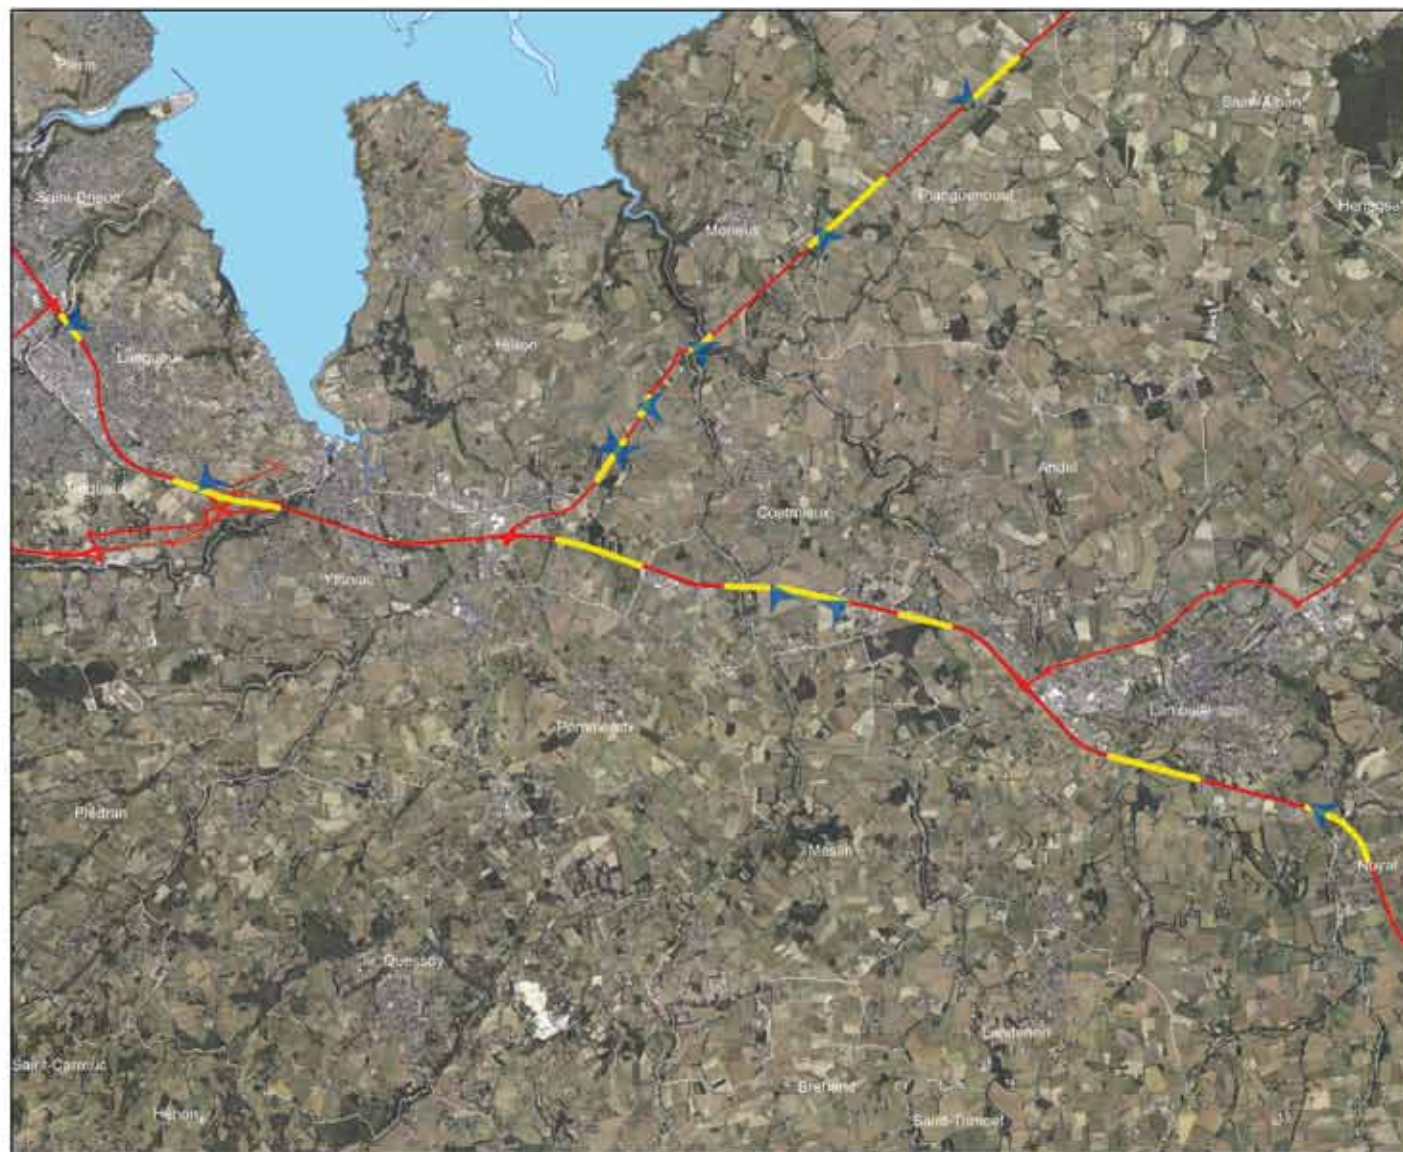 Plérin
Saint-Brieuc
Langueux
Trégueux
Yffiniac
Hillion
Morieux
Planguenoual
Saint-Alban
Andel
Coëtmieux
Pommeret
Lamballe
Plédran
Meslin
Noyal
Quessoy
Landéhen
Bréhand
Saint-Trimoël
Saint-Carreuc
Hénon